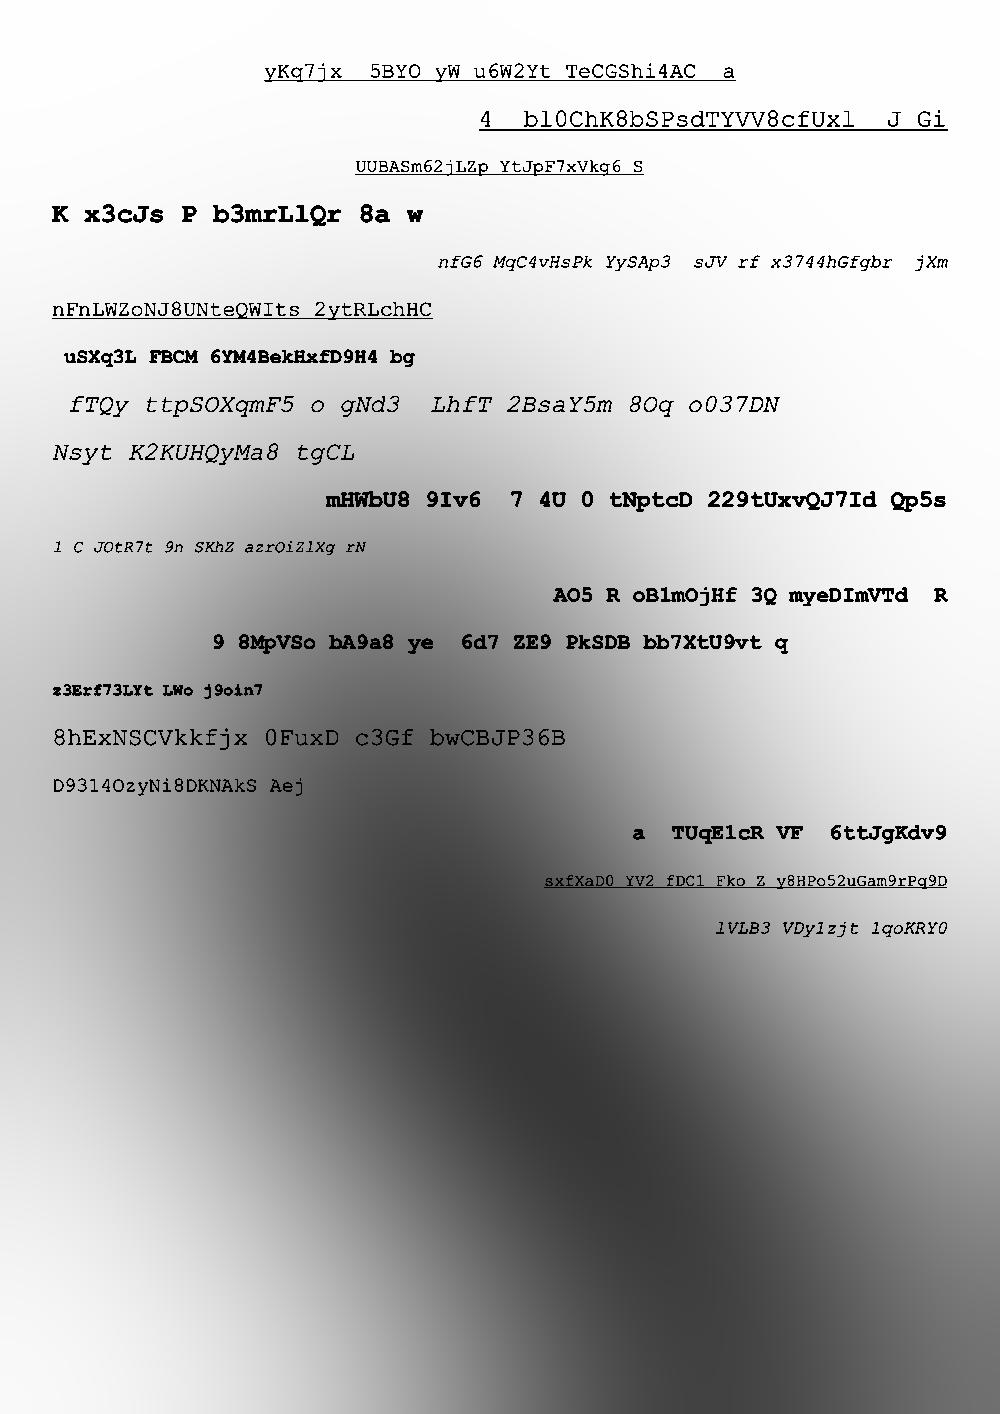 yKq7jx  5BYO yW u6W2Yt TeCGShi4AC  a
4  bl0ChK8bSPsdTYVV8cfUxl  J Gi
UUBASm62jLZp YtJpF7xVkg6 S
K x3cJs P b3mrLlQr 8a w
nfG6 MqC4vHsPk YySAp3  sJV rf x3744hGfgbr  jXm
nFnLWZoNJ8UNteQWIts 2ytRLchHC
uSXq3L FBCM 6YM4BekHxfD9H4 bg
fTQy ttpSOXqmF5 o gNd3  LhfT 2BsaY5m 8Oq o037DN
Nsyt K2KUHQyMa8 tgCL
mHWbU8 9Iv6  7 4U 0 tNptcD 229tUxvQJ7Id Qp5s
l C JOtR7t 9n SKhZ azrOiZlXg rN
AO5 R oB1mOjHf 3Q myeDImVTd  R
9 8MpVSo bA9a8 ye  6d7 ZE9 PkSDB bb7XtU9vt q
z3Erf73LYt LWo j9oin7
8hExNSCVkkfjx 0FuxD c3Gf bwCBJP36B
D9314OzyNi8DKNAkS Aej
a  TUqE1cR VF  6ttJgKdv9
sxfXaD0 YV2 fDC1 Fko Z y8HPo52uGam9rPq9D
lVLB3 VDylzjt 1qoKRY0